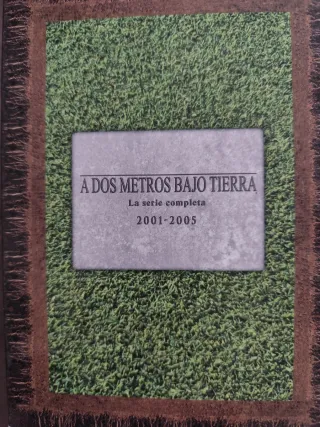 A DOS METROS BAJO TIERRA
La serie completa
2001-2005